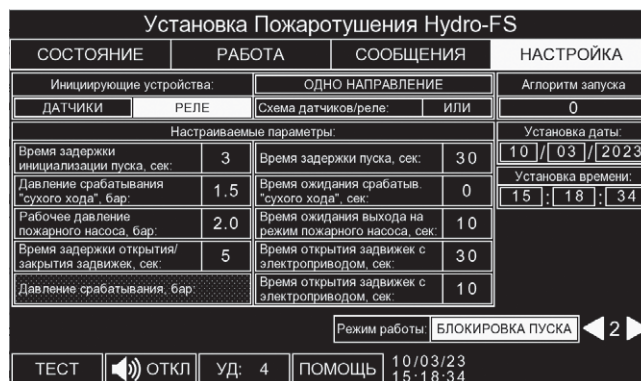 Установка Пожаротушения Hydro-FS
СОСТОЯНИЕ РАБОТА СООБЩЕНИЯ НАСТРОЙКА
Инициирующие устройства: ОДНО НАПРАВЛЕНИЕ Аглоритм запуска
ДАТЧИКИ РЕЛЕ Схема датчиков/реле: ИЛИ 0
Настраиваемые параметры: Установка даты:
10 / 03 / 2023
Время задержки
инициализации пуска, сек: 3 Время задержки пуска, сек: 30
Установка времени:
15 : 18 : 34
Давление срабатывания
"сухого хода", бар: 1.5
Время ожидания срабатыв.
"сухого хода", сек: 0
Рабочее давление
пожарного насоса, бар: 2.0
Время ожидания выхода на
режим пожарного насоса, сек: 10
Время задержки открытия/
закрытия задвижек, сек: 5
Время открытия задвижек с
электроприводом, сек: 30
Давление срабатывания, бар:
Время открытия задвижек с
электроприводом, сек: 10
Режим работы: БЛОКИРОВКА ПУСКА 2
ТЕСТ ОТКЛ УД: 4 ПОМОЩЬ 10/03/23
15:18:34